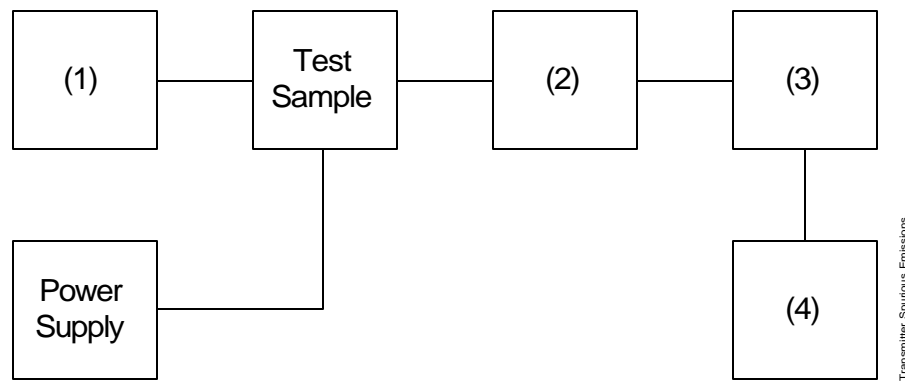 (1)
Test
Sample
(2)
(3)
Power
Supply
(4)
Transmitter Spurious Emissions